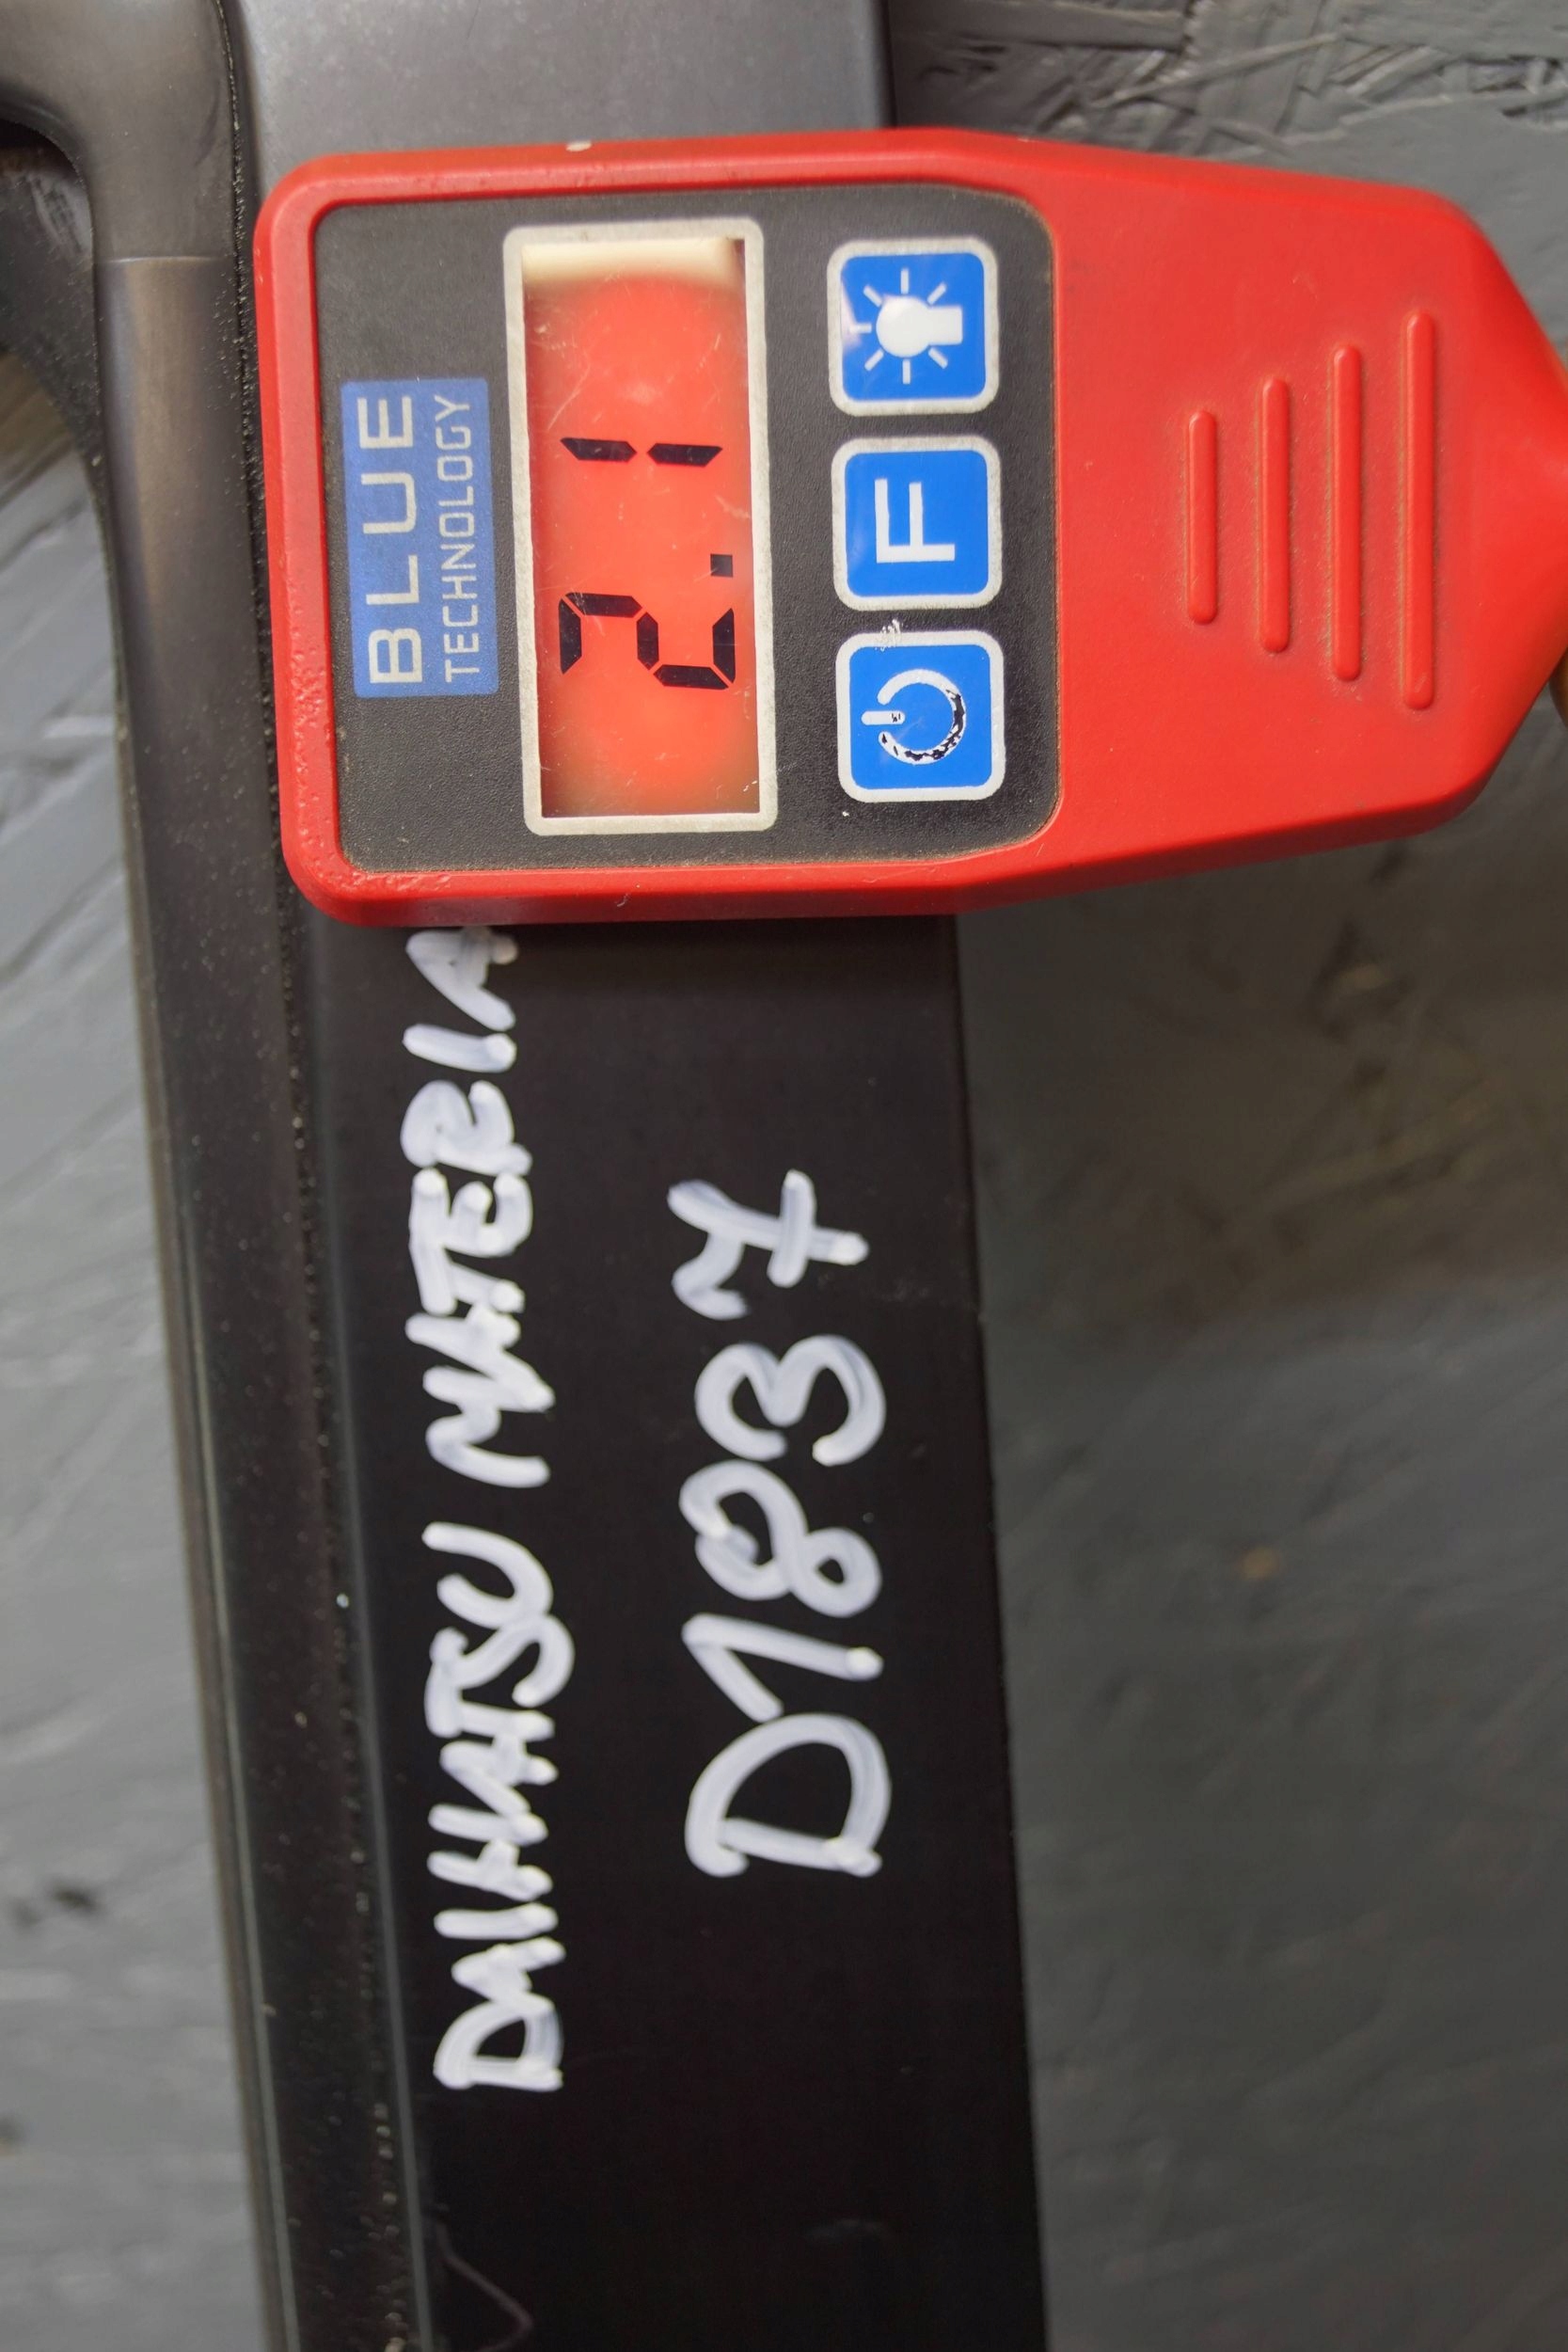 BLUE
TECHNOLOGY
2.1
F
DAIHATSU MATERIA
D1837